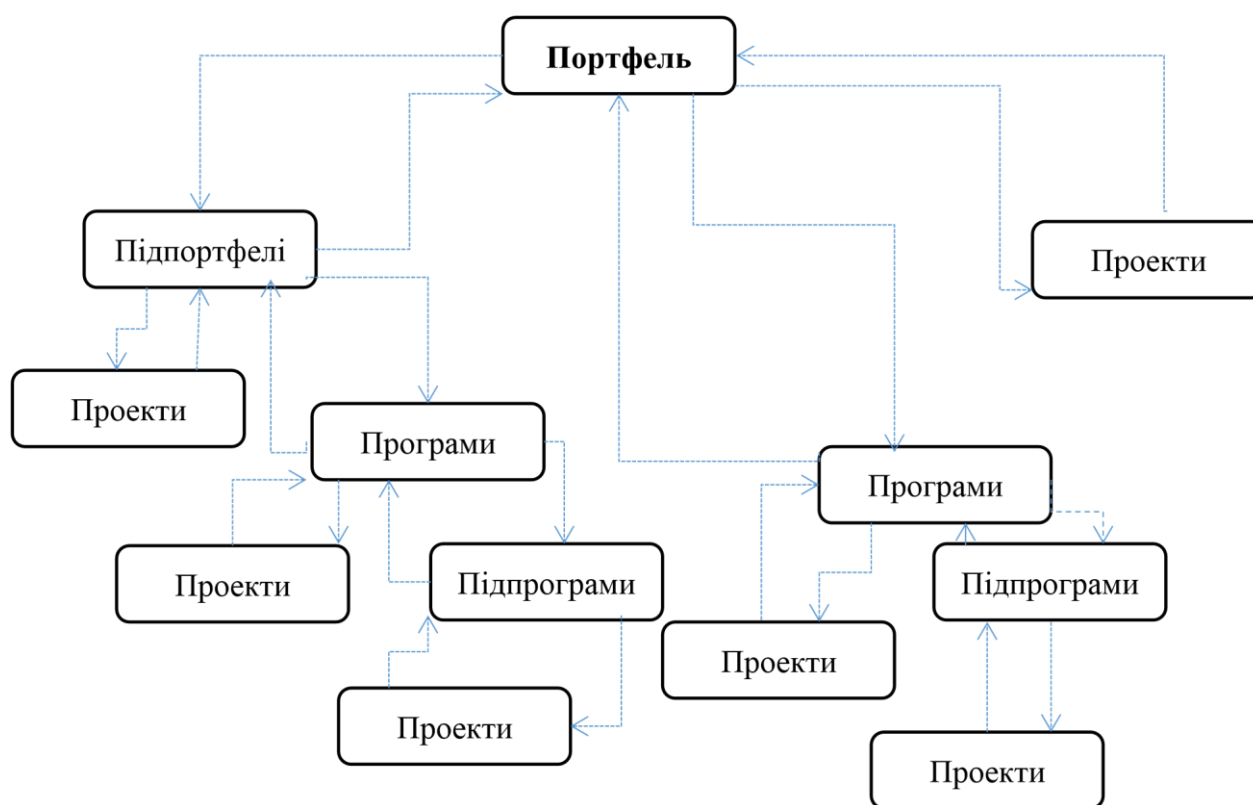 Портфель
Підпортфелі
Проекти
Проекти
Програми
Програми
Проекти
Підпрограми
Підпрограми
Проекти
Проекти
Проекти